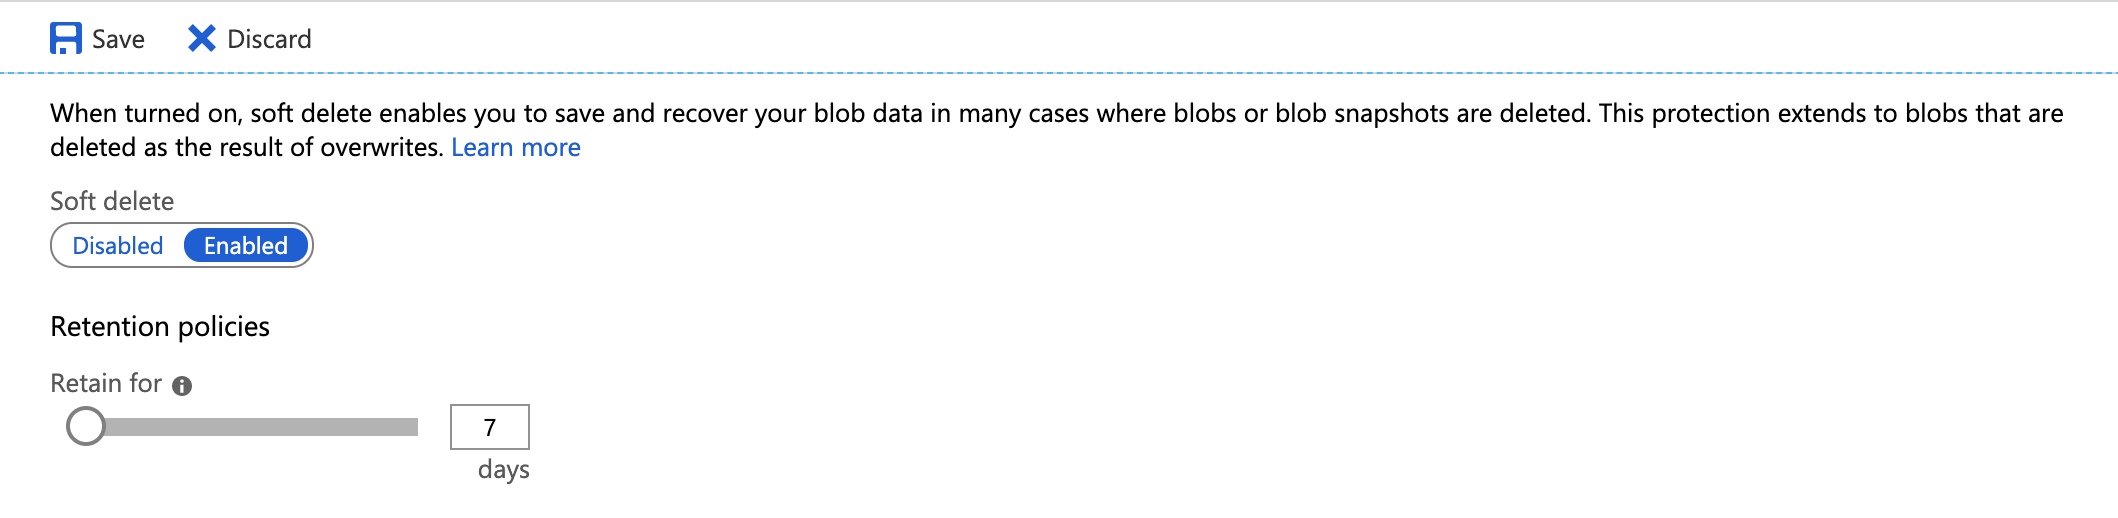 Save Discard
When turned on, soft delete enables you to save and recover your blob data in many cases where blobs or blob snapshots are deleted. This protection extends to blobs that are
deleted as the result of overwrites. Learn more
Soft delete
Disabled Enabled
Retention policies
Retain for
7
days